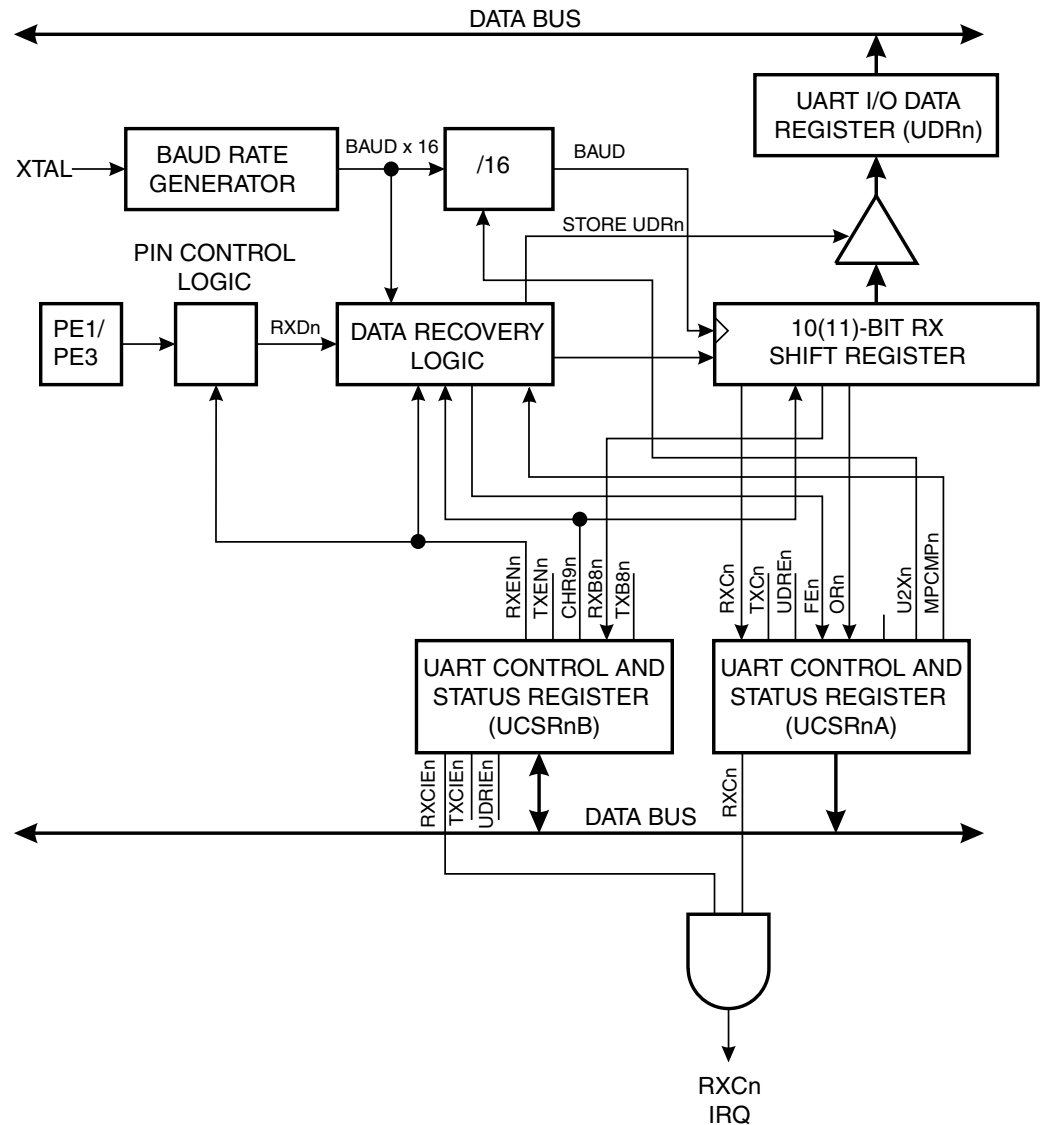 DATA BUS
UART I/O DATA
REGISTER (UDRn)
XTAL
BAUD RATE
GENERATOR
BAUD x 16
/16
BAUD
STORE UDRn
PIN CONTROL
LOGIC
PE1/
PE3
RXDn
DATA RECOVERY
LOGIC
10(11)-BIT RX
SHIFT REGISTER
RXENn
TXENn
CHR9n
RXB8n
TXB8n
RXCn
TXCn
UDREn
FEn
ORn
U2Xn
MPCMPn
UART CONTROL AND
STATUS REGISTER
(UCSRnB)
UART CONTROL AND
STATUS REGISTER
(UCSRnA)
RXCIEn
TXCIEn
UDRIEn
RXCn
DATA BUS
RXCn
IRQ